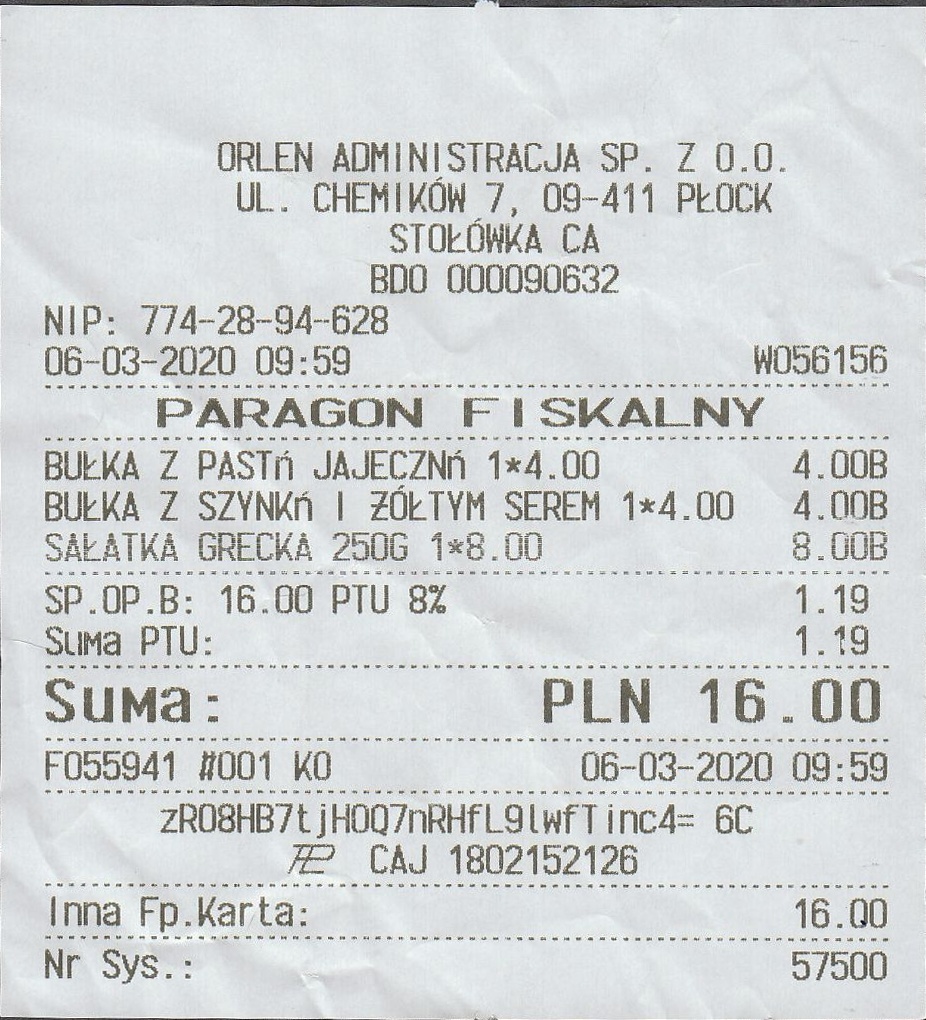 ORLEN ADMINISTRACJA SP. Z O.O.
UL. CHEMIKÓW 7, 09-411 PŁOCK
STOŁÓWKA CA
BDO 000090632
NIP: 774-28-94-628
06-03-2020 09:59 W056156
PARAGON FISKALNY
BUŁKA Z PASTń JAJECZNń 1*4.00 4.00B
BUŁKA Z SZYNKń I ŻÓŁTYM SEREM 1*4.00 4.00B
SAŁATKA GRECKA 250G 1*8.00 8.00B
SP.OP.B: 16.00 PTU 8% 1.19
Suma PTU: 1.19
Suma: PLN 16.00
F055941 #001 KO 06-03-2020 09:59
zRO8HB7tjHOQ7nRHfL9lwfTinc4= 6C
CAJ 1802152126
Inna Fp.Karta: 16.00
Nr Sys.: 57500